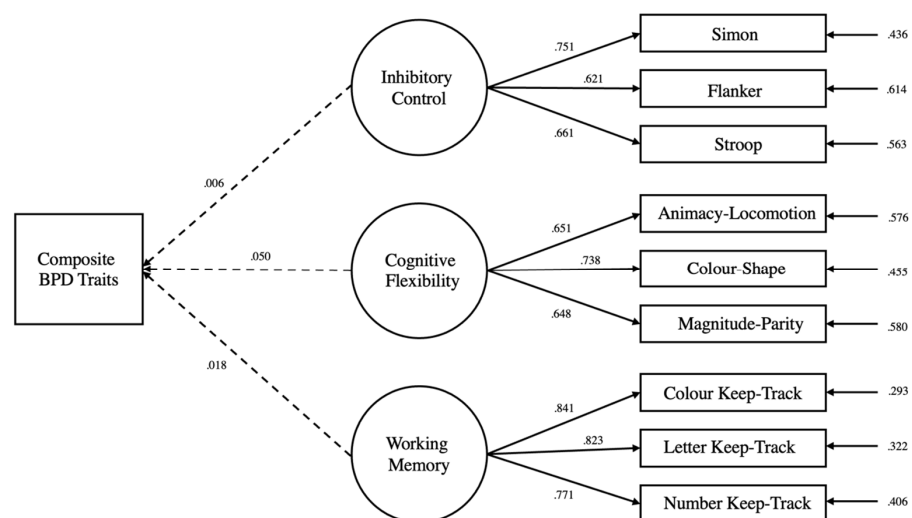 Composite
BPD Traits
.006
.050
.018
Inhibitory
Control
Cognitive
Flexibility
Working
Memory
.751
.621
.661
.651
.738
.648
.841
.823
.771
Simon
Flanker
Stroop
Animacy-Locomotion
Colour-Shape
Magnitude-Parity
Colour Keep-Track
Letter Keep-Track
Number Keep-Track
.436
.614
.563
.576
.455
.580
.293
.322
.406